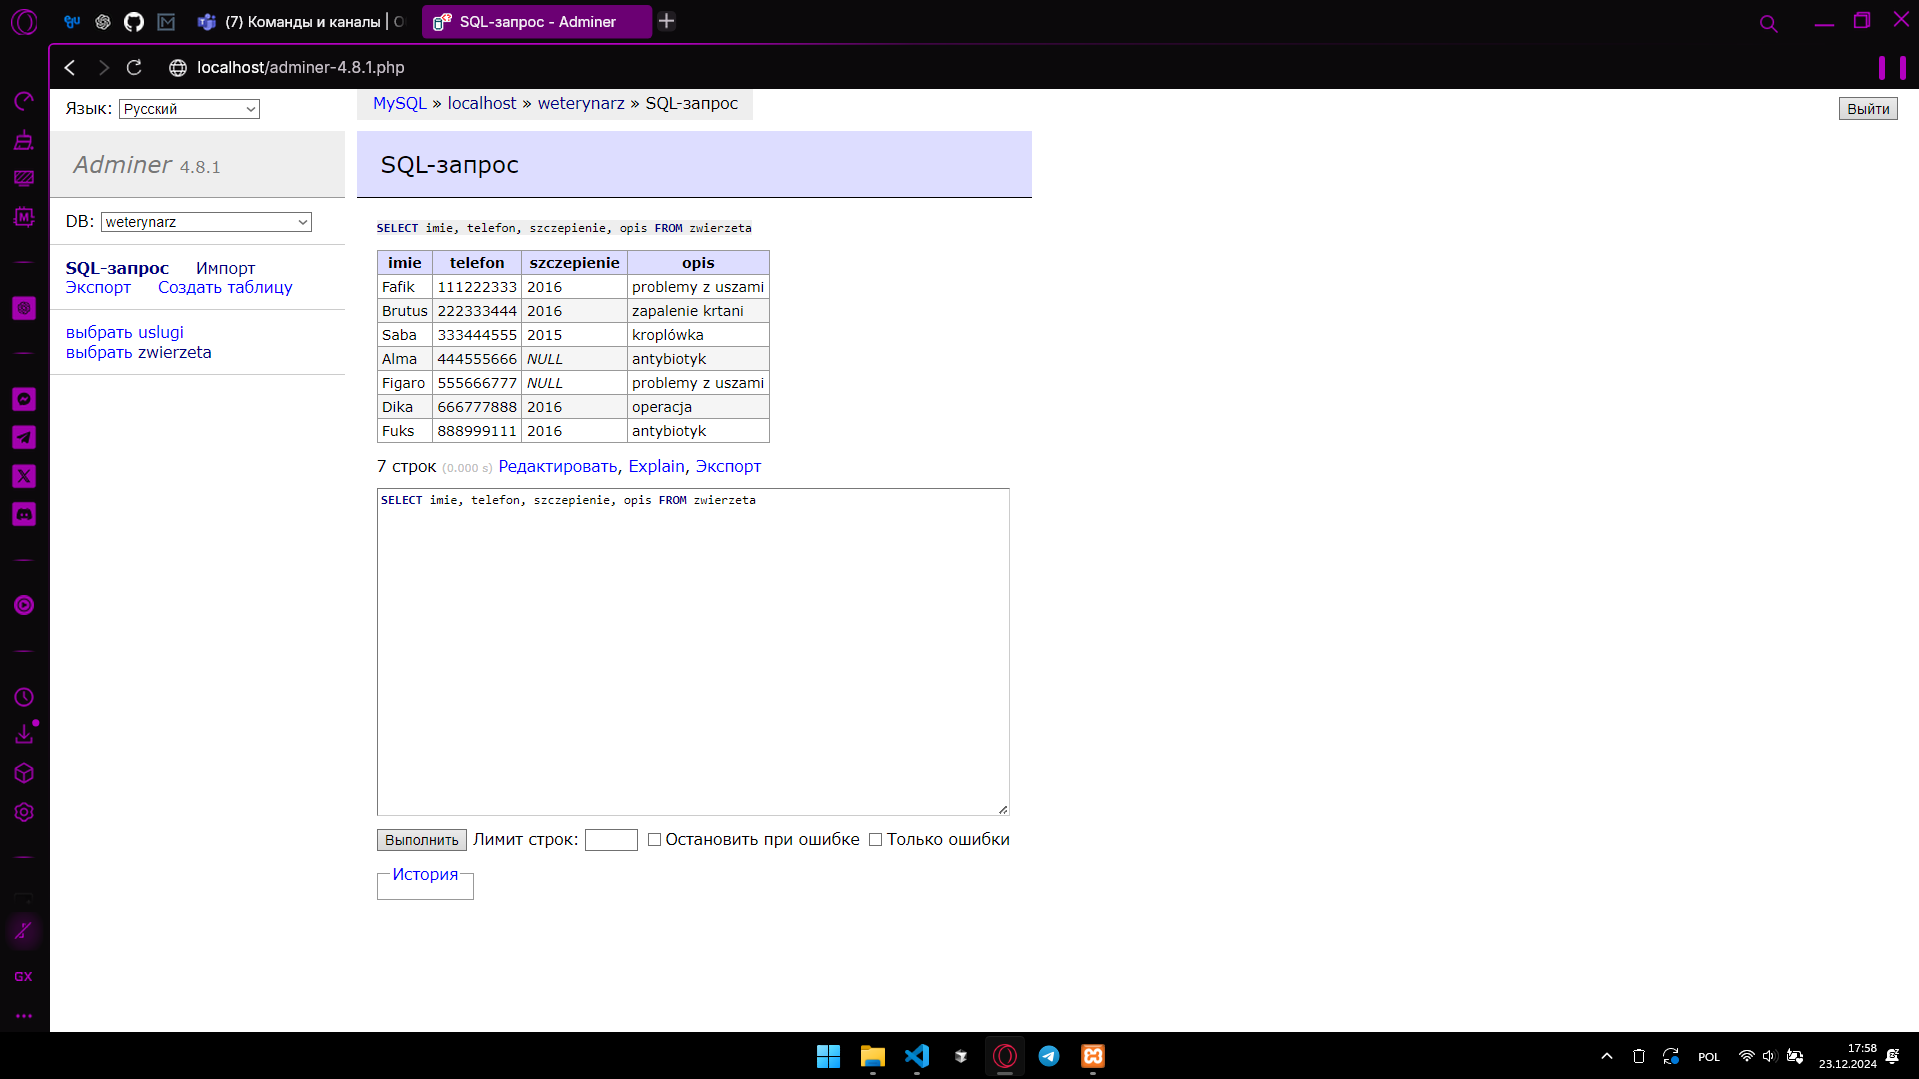 (7) Команды и каналы | O
SQL-запрос - Adminer
localhost/adminer-4.8.1.php
Язык: Русский
MySQL » localhost » weterynarz » SQL-запрос
Выйти
Adminer 4.8.1
SQL-запрос
DB: weterynarz
SQL-запрос Импорт
Экспорт Создать таблицу
выбрать uslugi
выбрать zwierzeta
SELECT imie, telefon, szczepienie, opis FROM zwierzeta
imie telefon szczepienie opis
Fafik 111222333 2016 problemy z uszami
Brutus 222333444 2016 zapalenie krtani
Saba 333444555 2015 kroplówka
Alma 444555666 NULL antybiotyk
Figaro 555666777 NULL problemy z uszami
Dika 666777888 2016 operacja
Fuks 888999111 2016 antybiotyk
7 строк (0.000 s) Редактировать, Explain, Экспорт
SELECT imie, telefon, szczepienie, opis FROM zwierzeta
Выполнить Лимит строк: Остановить при ошибке Только ошибки
История
GX
POL
17:58
23.12.2024